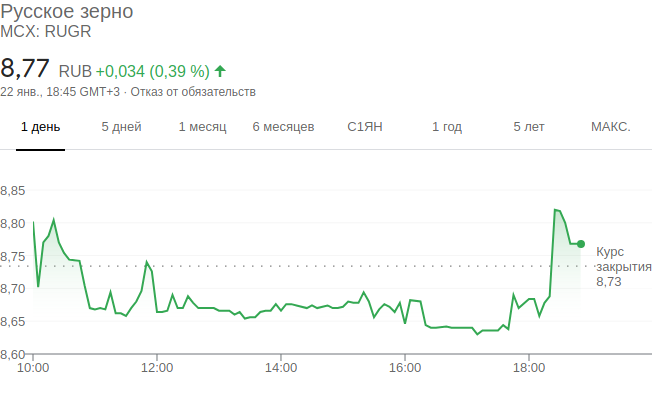 Русское зерно
MCX: RUGR
8,77 RUB +0,034 (0,39 %)
22 янв., 18:45 GMT+3 · Отказ от обязательств
1 день 5 дней 1 месяц 6 месяцев С1ЯН 1 год 5 лет МАКС.
8,85
8,80
8,75
8,70
8,65
8,60
Курс
закрытия
8,73
10:00 12:00 14:00 16:00 18:00